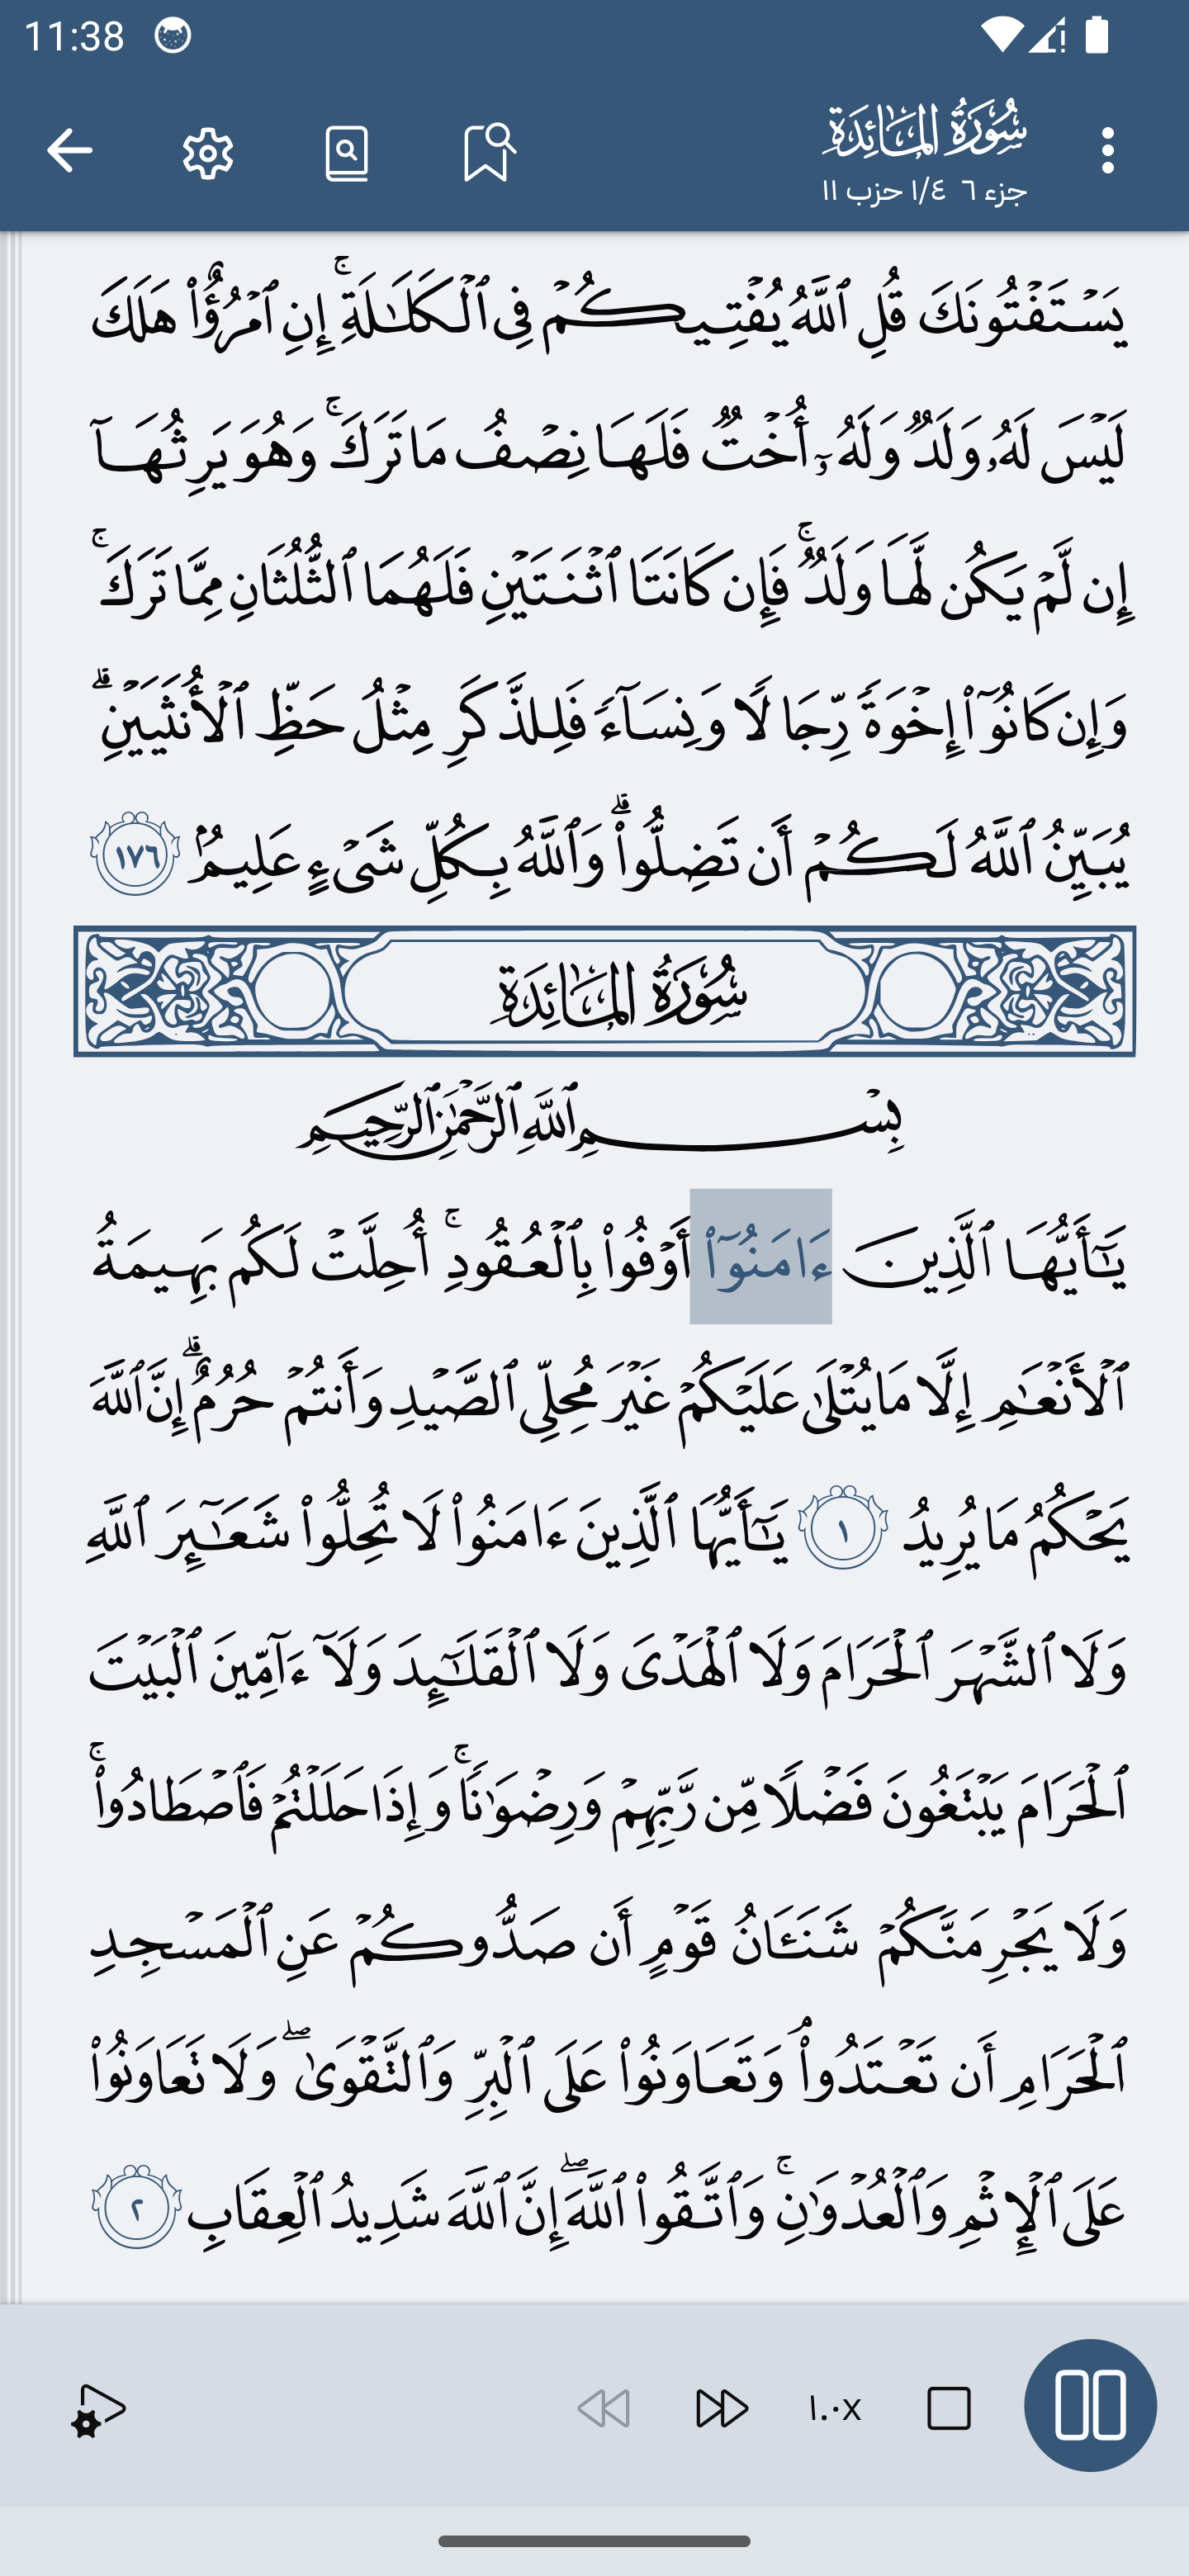 11:38
سُورَةُ المَائِدَةِ
جزء ٦ ١/٤ حزب ١١
يَسۡتَفۡتُونَكَ قُلِ ٱللَّهُ يُفۡتِيكُمۡ فِي ٱلۡكَلَٰلَةِۚ إِنِ ٱمۡرُؤٌاْ هَلَكَ
لَيۡسَ لَهُۥ وَلَدٞ وَلَهُۥٓ أُخۡتٞ فَلَهَا نِصۡفُ مَا تَرَكَۚ وَهُوَ يَرِثُهَآ
إِن لَّمۡ يَكُن لَّهَا وَلَدٞۚ فَإِن كَانَتَا ٱثۡنَتَيۡنِ فَلَهُمَا ٱلثُّلُثَانِ مِمَّا تَرَكَۚ
وَإِن كَانُوٓاْ إِخۡوَةٗ رِّجَالٗا وَنِسَآءٗ فَلِلذَّكَرِ مِثۡلُ حَظِّ ٱلۡأُنثَيَيۡنِۗ
يُبَيِّنُ ٱللَّهُ لَكُمۡ أَن تَضِلُّواْۗ وَٱللَّهُ بِكُلِّ شَيۡءٍ عَلِيمُۢ ١٧٦
سُورَةُ المَائِدَةِ
بِسۡمِ ٱللَّهِ ٱلرَّحۡمَٰنِ ٱلرَّحِيمِ
يَٰٓأَيُّهَا ٱلَّذِينَ ءَامَنُوٓاْ أَوۡفُواْ بِٱلۡعُقُودِۚ أُحِلَّتۡ لَكُم بَهِيمَةُ
ٱلۡأَنۡعَٰمِ إِلَّا مَا يُتۡلَىٰ عَلَيۡكُمۡ غَيۡرَ مُحِلِّي ٱلصَّيۡدِ وَأَنتُمۡ حُرُمٌۗ إِنَّ ٱللَّهَ
يَحۡكُمُ مَا يُرِيدُ ١ يَٰٓأَيُّهَا ٱلَّذِينَ ءَامَنُواْ لَا تُحِلُّواْ شَعَٰٓئِرَ ٱللَّهِ
وَلَا ٱلشَّهۡرَ ٱلۡحَرَامَ وَلَا ٱلۡهَدۡيَ وَلَا ٱلۡقَلَٰٓئِدَ وَلَآ ءَآمِّينَ ٱلۡبَيۡتَ
ٱلۡحَرَامَ يَبۡتَغُونَ فَضۡلٗا مِّن رَّبِّهِمۡ وَرِضۡوَٰنٗاۚ وَإِذَا حَلَلۡتُمۡ فَٱصۡطَادُواْۚ
وَلَا يَجۡرِمَنَّكُمۡ شَنَـَٔانُ قَوۡمٍ أَن صَدُّوكُمۡ عَنِ ٱلۡمَسۡجِدِ
ٱلۡحَرَامِ أَن تَعۡتَدُواْۘ وَتَعَاوَنُواْ عَلَى ٱلۡبِرِّ وَٱلتَّقۡوَىٰۖ وَلَا تَعَاوَنُواْ
عَلَى ٱلۡإِثۡمِ وَٱلۡعُدۡوَٰنِۚ وَٱتَّقُواْ ٱللَّهَۖ إِنَّ ٱللَّهَ شَدِيدُ ٱلۡعِقَابِ ٢
١.٠x